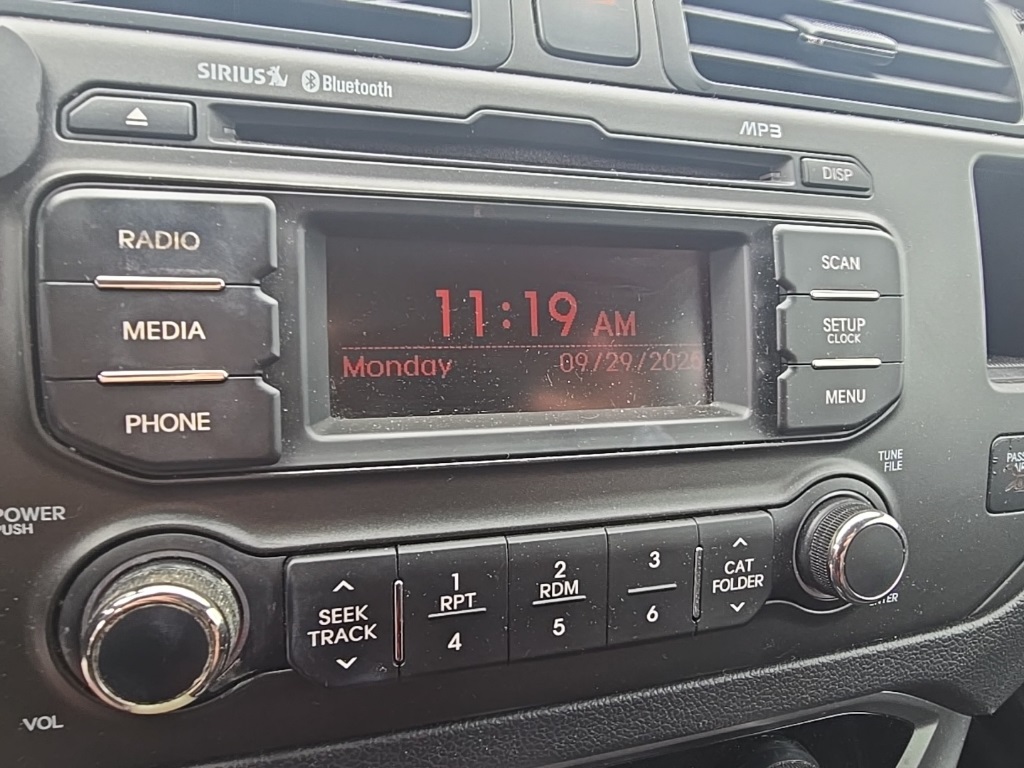 SIRIUS Bluetooth
MP3
DISP
RADIO
MEDIA
PHONE
11:19 AM
Monday 09/29/2025
SCAN
SETUP
CLOCK
MENU
TUNE
FILE
POWER
PUSH
VOL
SEEK
TRACK
1
RPT
4
2
RDM
5
3
6
CAT
FOLDER